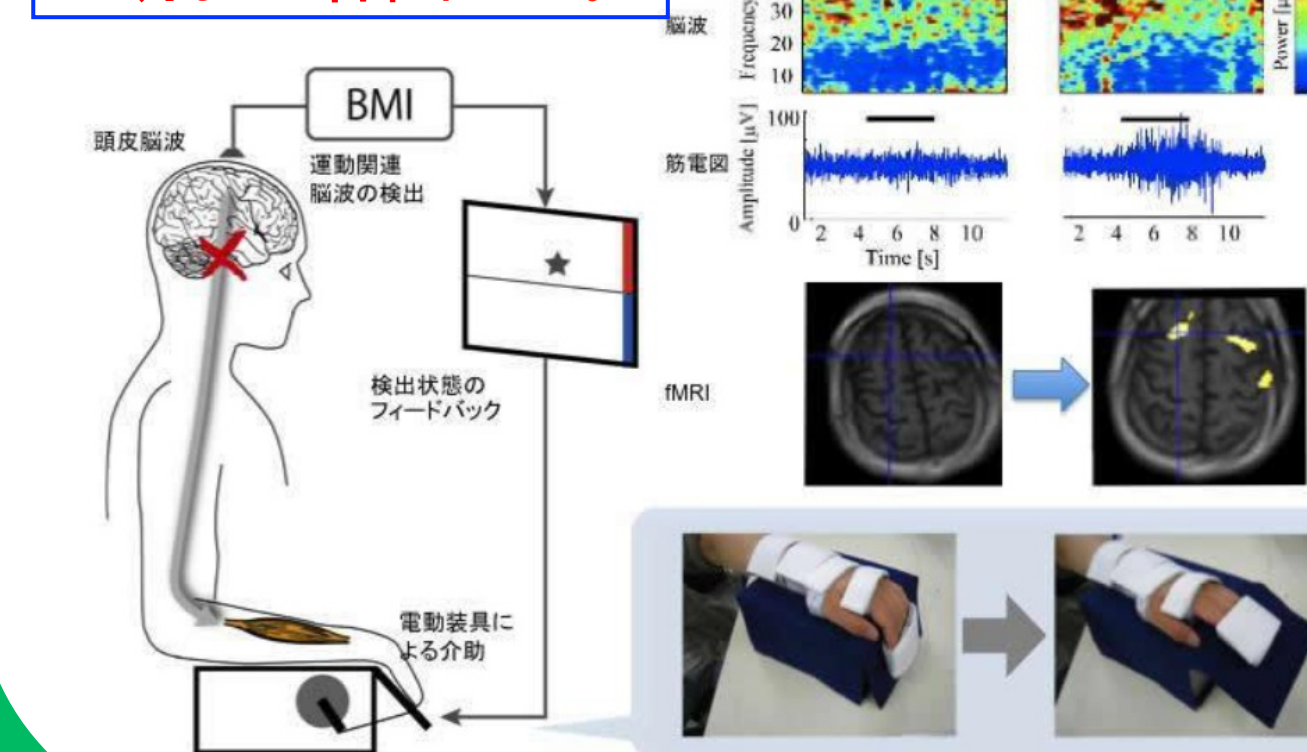 BMI
頭皮脳波
運動関連
脳波の検出
検出状態の
フィードバック
電動装具に
よる介助
脳波
Frequency
30
20
10
Power [µ
筋電図
Amplitude [µV]
100
0
2 4 6 8 10
Time [s]
2 4 6 8 10
fMRI